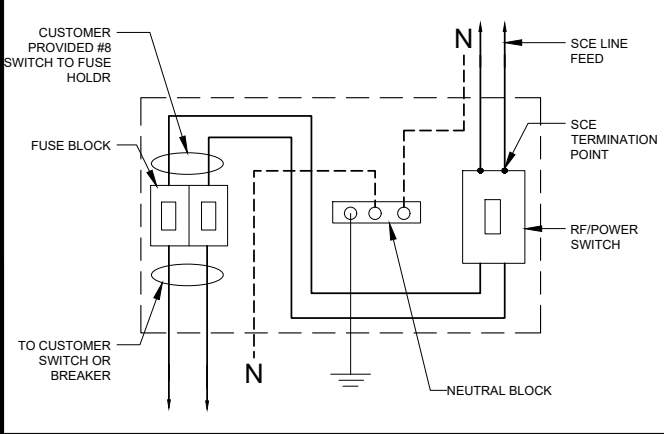 CUSTOMER
PROVIDED #8
SWITCH TO FUSE
HOLDR
FUSE BLOCK
TO CUSTOMER
SWITCH OR
BREAKER
N
N
SCE LINE
FEED
SCE
TERMINATION
POINT
RF/POWER
SWITCH
NEUTRAL BLOCK